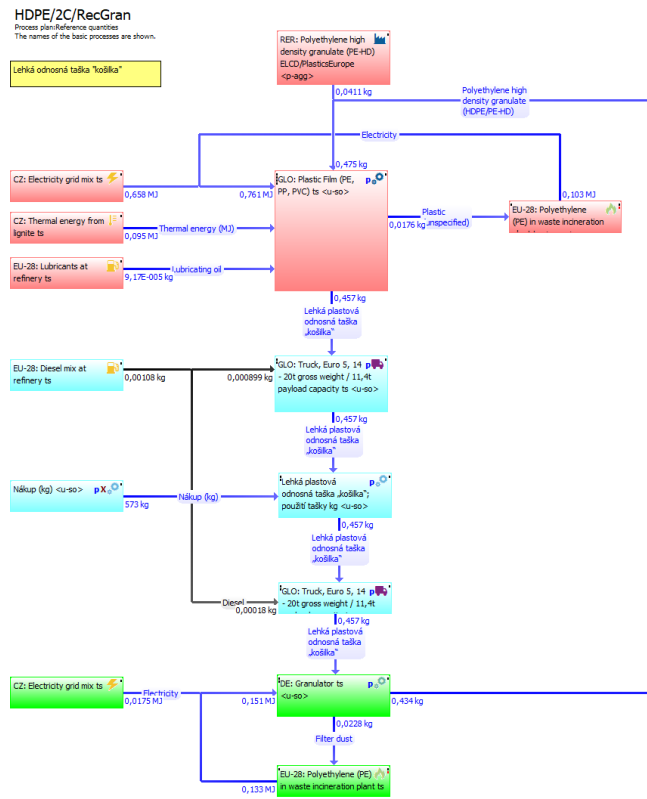 HDPE/2C/RecGran
Process plan:Reference quantities
The names of the basic processes are shown.
Lehká odnosná taška "košilka"
RER: Polyethylene high
density granulate (PE-HD)
ELCD/PlasticsEurope
<p-agg>
0,0411 kg
Polyethylene high
density granulate
(HDPE/PE-HD)
Electricity
0,475 kg
CZ: Electricity grid mix ts
0,658 MJ
0,761 MJ
GLO: Plastic Film (PE,
PP, PVC) ts <u-so>
p
0,103 MJ
Plastic
(unspecified)
0,0176 kg
EU-28: Polyethylene
(PE) in waste incineration
CZ: Thermal energy from
lignite ts
0,095 MJ
Thermal energy (MJ)
EU-28: Lubricants at
refinery ts
9,17E-005 kg
Lubricating oil
0,457 kg
Lehká plastová
odnosná taška
„košilka“
EU-28: Diesel mix at
refinery ts
0,00108 kg
0,000899 kg
GLO: Truck, Euro 5, 14
- 20t gross weight / 11,4t
payload capacity ts <u-so>
p
0,457 kg
Lehká plastová
odnosná taška
„košilka“
Nákup (kg) <u-so>
pX
573 kg
Nákup (kg)
Lehká plastová
odnosná taška „košilka“;
použití tašky kg <u-so>
p
0,457 kg
Lehká plastová
odnosná taška
„košilka“
Diesel
0,00018 kg
GLO: Truck, Euro 5, 14
- 20t gross weight / 11,4t
p
0,457 kg
Lehká plastová
odnosná taška
„košilka“
CZ: Electricity grid mix ts
0,0175 MJ
Electricity
0,151 MJ
DE: Granulator ts
<u-so>
p
0,434 kg
0,0228 kg
Filter dust
EU-28: Polyethylene (PE)
in waste incineration plant ts
0,133 MJ